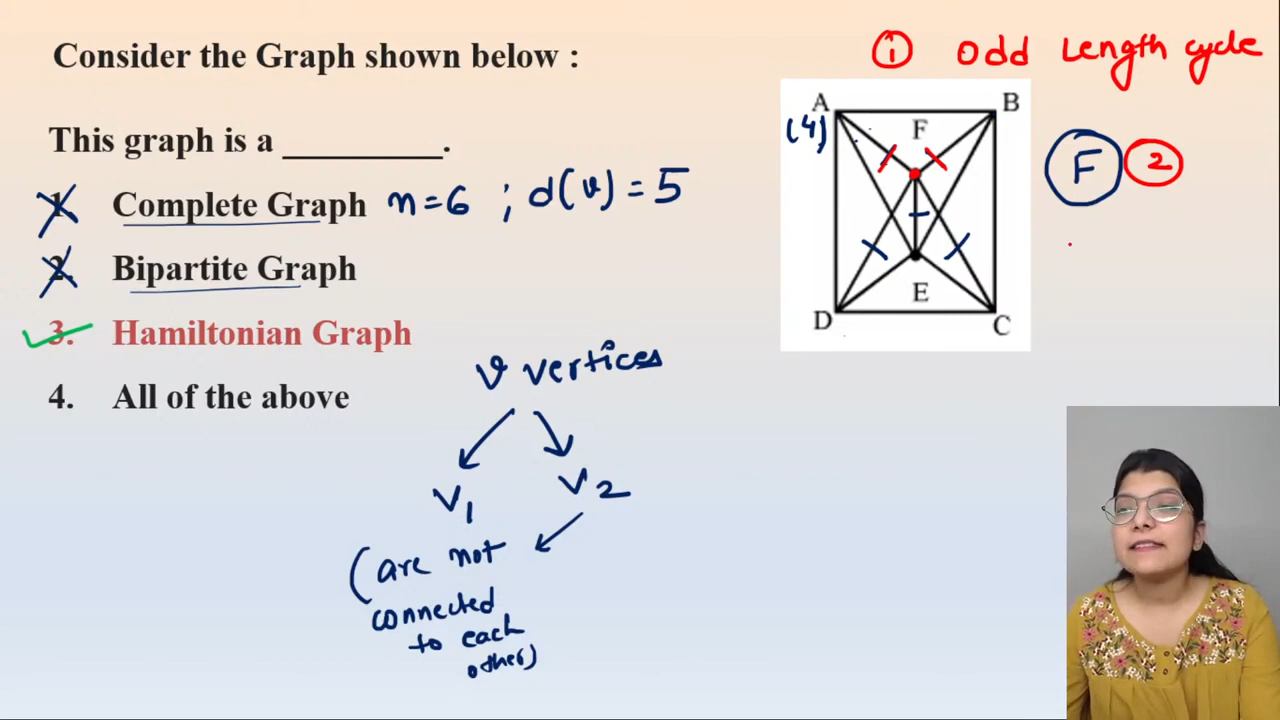 Consider the Graph shown below :
① Odd Length cycle
This graph is a _________.
1. Complete Graph n=6 ; d(v) = 5
2. Bipartite Graph
3. Hamiltonian Graph
4. All of the above
A
B
(4)
F
E
D
C
F 2
v vertices
V1 V2
(are not
connected
to each
other)